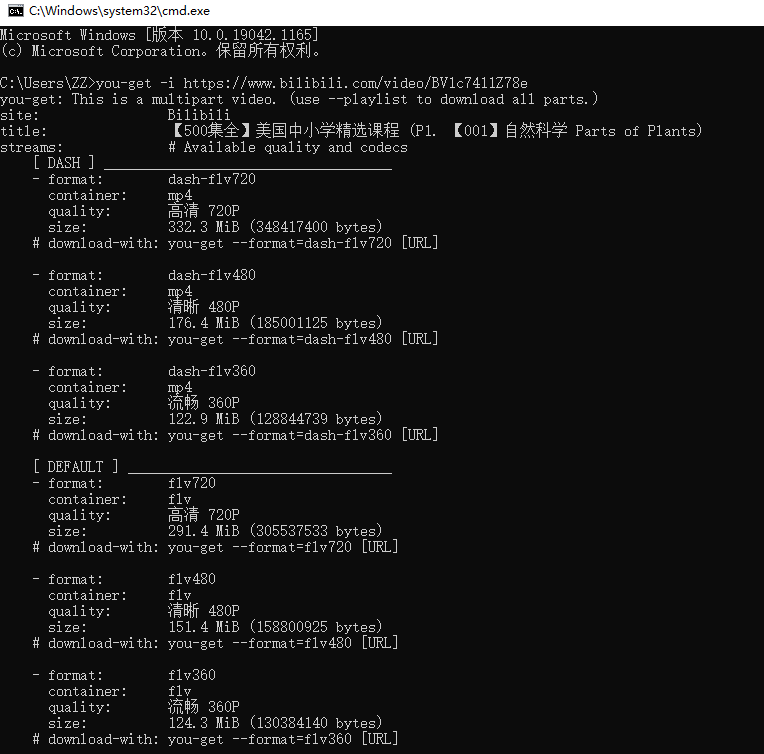 C:\Windows\system32\cmd.exe
Microsoft Windows [版本 10.0.19042.1165]
(c) Microsoft Corporation。保留所有权利。
C:\Users\ZZ>you-get -i https://www.bilibili.com/video/BV1c7411Z78e
you-get: This is a multipart video. (use --playlist to download all parts.)
site:                Bilibili
title:               【500集全】美国中小学精选课程 (P1. 【001】自然科学 Parts of Plants)
streams:             # Available quality and codecs
    [ DASH ] ____________________________________
    - format:        dash-flv720
      container:     mp4
      quality:       高清 720P
      size:          332.3 MiB (348417400 bytes)
    # download-with: you-get --format=dash-flv720 [URL]
    - format:        dash-flv480
      container:     mp4
      quality:       清晰 480P
      size:          176.4 MiB (185001125 bytes)
    # download-with: you-get --format=dash-flv480 [URL]
    - format:        dash-flv360
      container:     mp4
      quality:       流畅 360P
      size:          122.9 MiB (128844739 bytes)
    # download-with: you-get --format=dash-flv360 [URL]
    [ DEFAULT ] _________________________________
    - format:        flv720
      container:     flv
      quality:       高清 720P
      size:          291.4 MiB (305537533 bytes)
    # download-with: you-get --format=flv720 [URL]
    - format:        flv480
      container:     flv
      quality:       清晰 480P
      size:          151.4 MiB (158800925 bytes)
    # download-with: you-get --format=flv480 [URL]
    - format:        flv360
      container:     flv
      quality:       流畅 360P
      size:          124.3 MiB (130384140 bytes)
    # download-with: you-get --format=flv360 [URL]